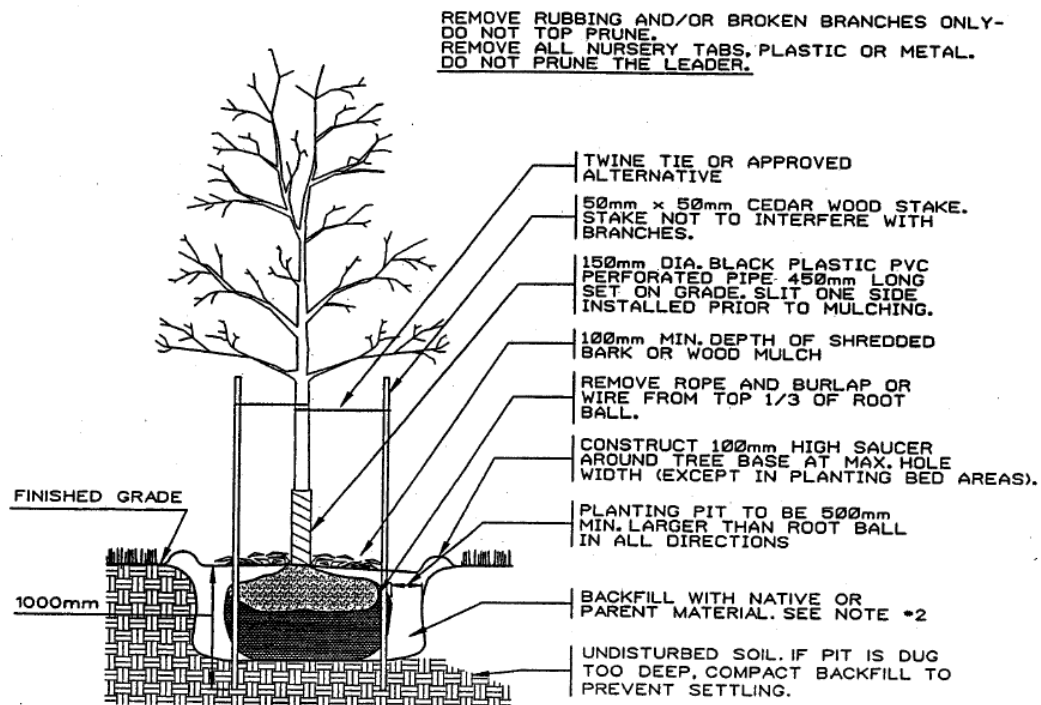 REMOVE RUBBING AND/OR BROKEN BRANCHES ONLY-
DO NOT TOP PRUNE.
REMOVE ALL NURSERY TABS, PLASTIC OR METAL.
DO NOT PRUNE THE LEADER.
TWINE TIE OR APPROVED
ALTERNATIVE
50mm x 50mm CEDAR WOOD STAKE.
STAKE NOT TO INTERFERE WITH
BRANCHES.
150mm DIA. BLACK PLASTIC PVC
PERFORATED PIPE 450mm LONG
SET ON GRADE. SLIT ONE SIDE
INSTALLED PRIOR TO MULCHING.
100mm MIN. DEPTH OF SHREDDED
BARK OR WOOD MULCH
REMOVE ROPE AND BURLAP OR
WIRE FROM TOP 1/3 OF ROOT
BALL.
CONSTRUCT 100mm HIGH SAUCER
AROUND TREE BASE AT MAX. HOLE
WIDTH (EXCEPT IN PLANTING BED AREAS).
FINISHED GRADE
PLANTING PIT TO BE 500mm
MIN. LARGER THAN ROOT BALL
IN ALL DIRECTIONS
1000mm
BACKFILL WITH NATIVE OR
PARENT MATERIAL. SEE NOTE *2
UNDISTURBED SOIL. IF PIT IS DUG
TOO DEEP, COMPACT BACKFILL TO
PREVENT SETTLING.